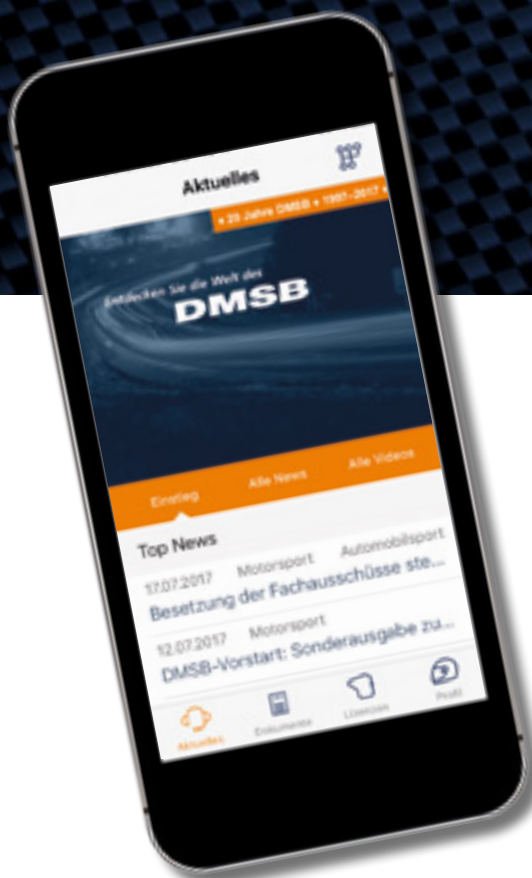 Aktuelles
• 20 Jahre DMSB • 1997-2017 •
Entdecken Sie die Welt des
DMSB
Einstieg Alle News Alle Videos
Top News
17.07.2017 Motorsport Automobilsport
Besetzung der Fachausschüsse ste...
12.07.2017 Motorsport
DMSB-Vorstart: Sonderausgabe zu...
Aktuelles Dokumente Lizenzen Profil